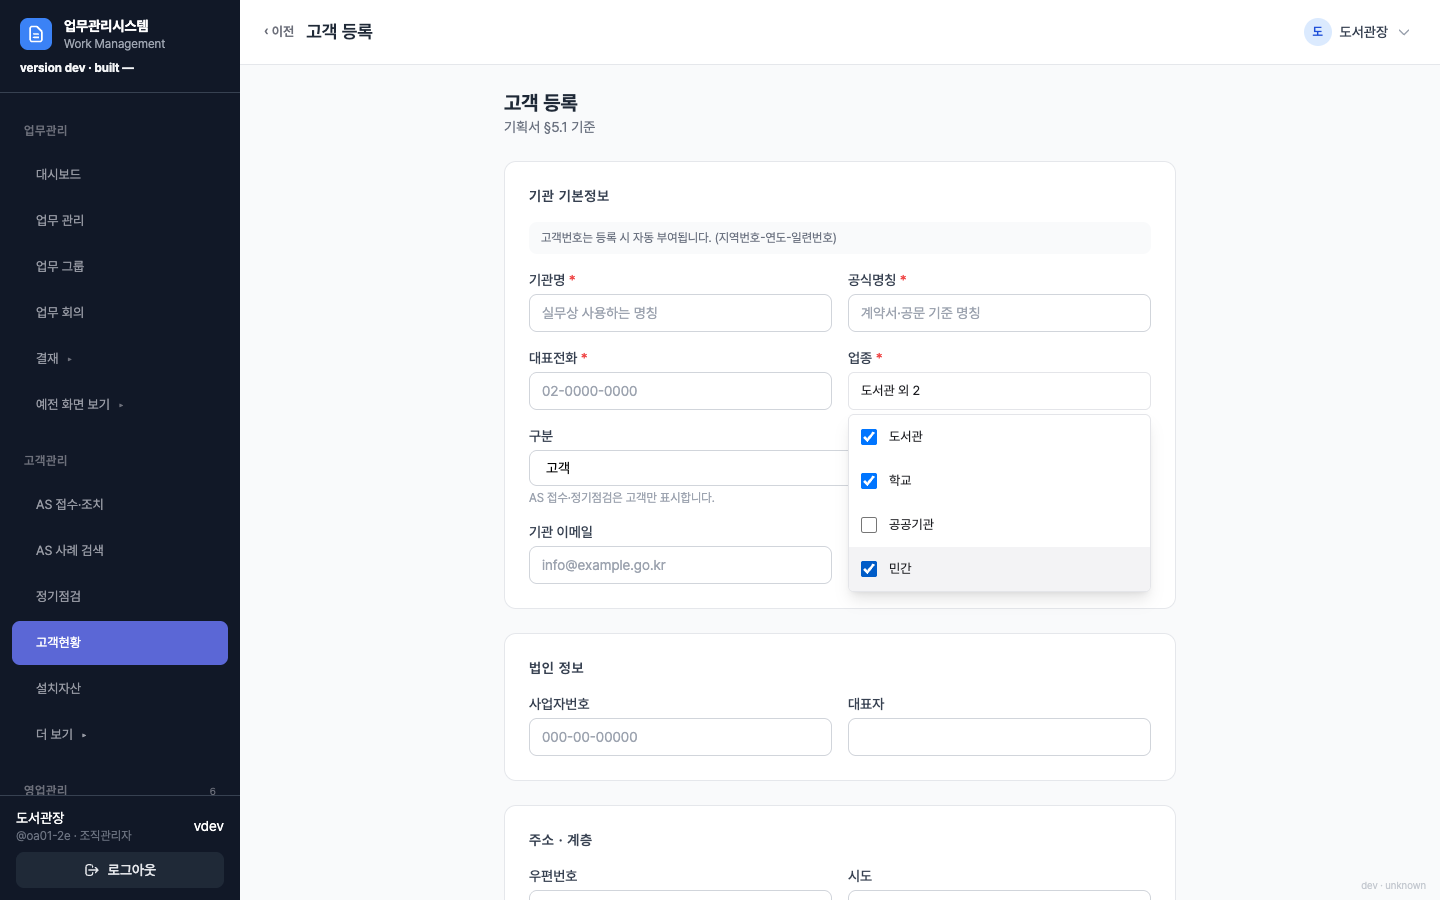 업무관리시스템
Work Management
version dev · built —
업무관리
대시보드
업무 관리
업무 그룹
업무 회의
결재 ▸
예전 화면 보기 ▸
고객관리
AS 접수·조치
AS 사례 검색
정기점검
고객현황
설치자산
더 보기 ▸
영업관리 6
도서관장
@oa01-2e · 조직관리자
vdev
로그아웃
‹ 이전 고객 등록
도 도서관장
고객 등록
기획서 §5.1 기준
기관 기본정보
고객번호는 등록 시 자동 부여됩니다. (지역번호-연도-일련번호)
기관명 * 공식명칭 *
실무상 사용하는 명칭 계약서·공문 기준 명칭
대표전화 * 업종 *
02-0000-0000 도서관 외 2
구분
고객
AS 접수·정기점검은 고객만 표시합니다.
기관 이메일
info@example.go.kr
도서관
학교
공공기관
민간
법인 정보
사업자번호 대표자
000-00-00000
주소 · 계층
우편번호 시도
dev · unknown